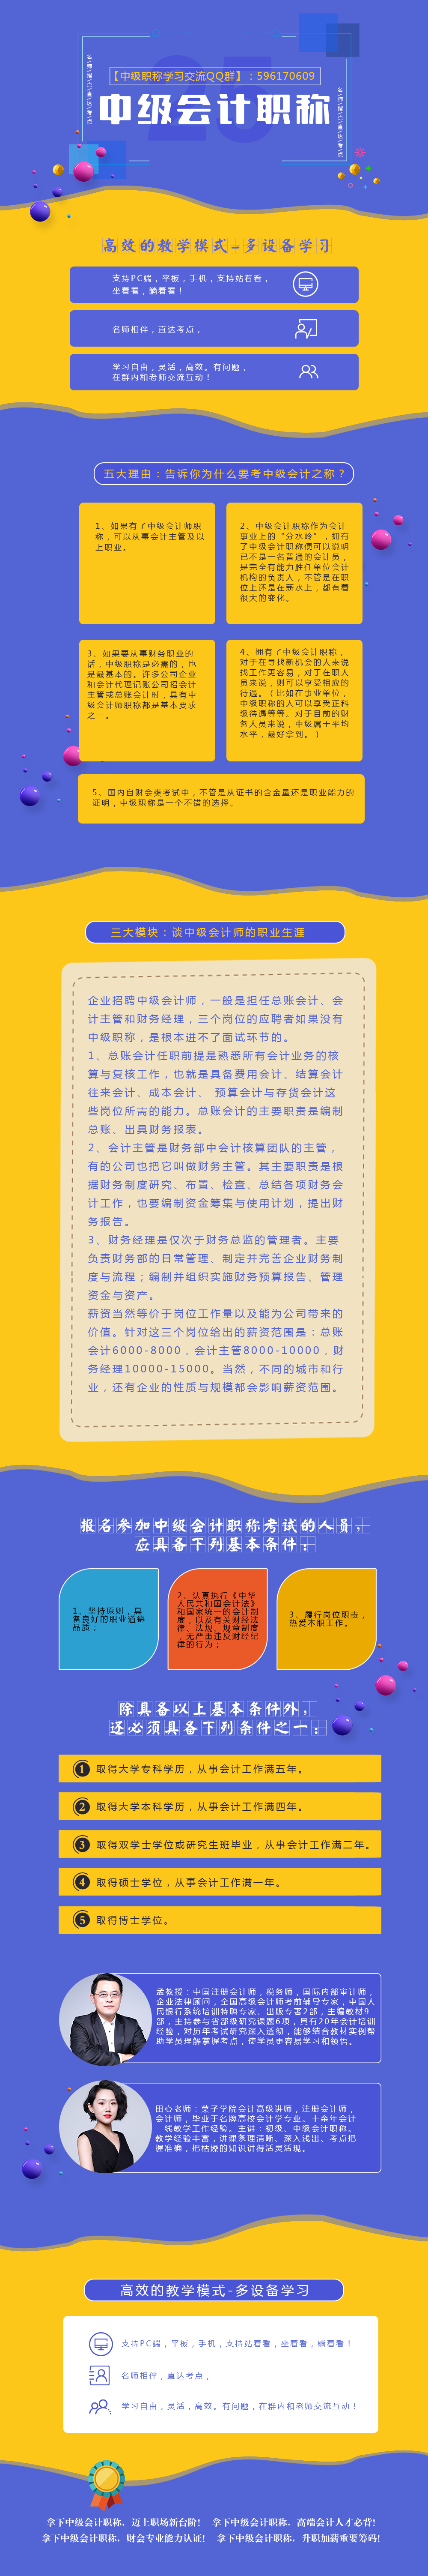 【中级职称学习交流QQ群】：596170609
中级会计职称
25
名/师/指/点/直/达/考/点
名/师/指/点/直/达/考/点
高效的教学模式-多设备学习
支持PC端，平板，手机，支持站着看，
坐着看，躺着看！
名师相伴，直达考点，
学习自由，灵活，高效。有问题，
在群内和老师交流互动！
五大理由：告诉你为什么要考中级会计之称？
1、如果有了中级会计师职
称，可以从事会计主管及以
上职业。
2、中级会计职称作为会计
事业上的“分水岭”，拥有
了中级会计职称便可以说明
已不是一名普通的会计员，
是完全有能力胜任单位会计
机构的负责人，不管是在职
位上还是在薪水上，都有着
很大的变化。
3、如果要从事财务职业的
话，中级职称是必需的，也
是最基本的。许多公司企业
和会计代理记账公司招会计
主管或总账会计时，具有中
级会计师职称都是基本要求
之一。
4、拥有了中级会计职称，
对于在寻找新机会的人来说
找工作更容易，对于在职人
员来说，则可以享受相应的
待遇。（比如在事业单位，
中级职称的人可以享受正科
级待遇等等。对于目前的财
务人员来说，中级属于平均
水平，最好拿到。）
5、国内自财会类考试中，不管是从证书的含金量还是职业能力的
证明，中级职称是一个不错的选择。
三大模块：谈中级会计师的职业生涯
企业招聘中级会计师，一般是担任总账会计、会
计主管和财务经理，三个岗位的应聘者如果没有
中级职称，是根本进不了面试环节的。
1、总账会计任职前提是熟悉所有会计业务的核
算与复核工作，也就是具备费用会计、结算会计
往来会计、成本会计、 预算会计与存货会计这
些岗位所需的能力。总账会计的主要职责是编制
总账、出具财务报表。
2、会计主管是财务部中会计核算团队的主管，
有的公司也把它叫做财务主管。其主要职责是根
据财务制度研究、布置、检查、总结各项财务会
计工作，也要编制资金筹集与使用计划，提出财
务报告。
3、财务经理是仅次于财务总监的管理者。主要
负责财务部的日常管理、制定并完善企业财务制
度与流程；编制并组织实施财务预算报告、管理
资金与资产。
薪资当然等价于岗位工作量以及能为公司带来的
价值。针对这三个岗位给出的薪资范围是：总账
会计6000-8000，会计主管8000-10000，财
务经理10000-15000。当然，不同的城市和行
业，还有企业的性质与规模都会影响薪资范围。
报名参加中级会计职称考试的人员，
应具备下列基本条件：
1、坚持原则，具
备良好的职业道德
品质；
2、认真执行《中华
人民共和国会计法》
和国家统一的会计制
度，以及有关财经法
律、法规、规章制度
，无严重违反财经纪
律的行为；
3、履行岗位职责，
热爱本职工作。
除具备以上基本条件外，
还必须具备下列条件之一：
1 取得大学专科学历，从事会计工作满五年。
2 取得大学本科学历，从事会计工作满四年。
3 取得双学士学位或研究生班毕业，从事会计工作满二年。
4 取得硕士学位，从事会计工作满一年。
5 取得博士学位。
孟教授：中国注册会计师，税务师，国际内部审计师，
企业法律顾问，全国高级会计师考前辅导专家，中国人
民银行系统培训特聘专家、出版专著2部，主编教材9
部，主持参与省部级研究课题6项，具有20年会计培训
经验，对历年考试研究深入透彻，能够结合教材实例帮
助学员理解掌握考点，使学员更容易学习和领悟。
田心老师：菜子学院会计高级讲师，注册会计师，
会计师，毕业于名牌高校会计学专业。十余年会计
一线教学工作经验。主讲：初级、中级会计职称。
教学经验丰富，讲课条理清晰、深入浅出、考点把
握准确，把枯燥的知识讲得活灵活现。
高效的教学模式-多设备学习
支持PC端，平板，手机，支持站着看，坐着看，躺着看！
名师相伴，直达考点，
学习自由，灵活，高效。有问题，在群内和老师交流互动！
拿下中级会计职称，迈上职场新台阶! 拿下中级会计职称，高端会计人才必背!
拿下中级会计职称，财会专业能力认证! 拿下中级会计职称，升职加薪重要筹码!